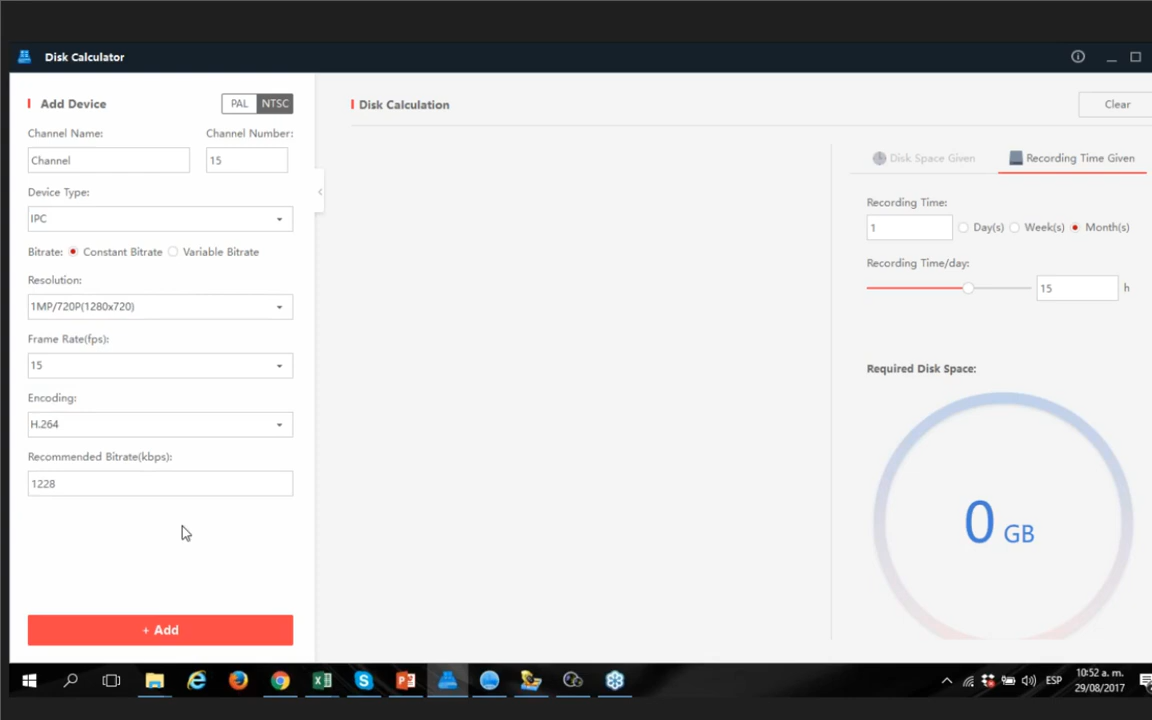 Disk Calculator
Add Device
PAL NTSC
Channel Name: Channel Number:
Channel 15
Device Type:
IPC
Bitrate: Constant Bitrate Variable Bitrate
Resolution:
1MP/720P(1280x720)
Frame Rate(fps):
15
Encoding:
H.264
Recommended Bitrate(kbps):
1228
+ Add
Disk Calculation
Clear
Disk Space Given Recording Time Given
Recording Time:
1 Day(s) Week(s) Month(s)
Recording Time/day:
15 h
Required Disk Space:
0 GB
ESP
10:52 a. m.
29/08/2017